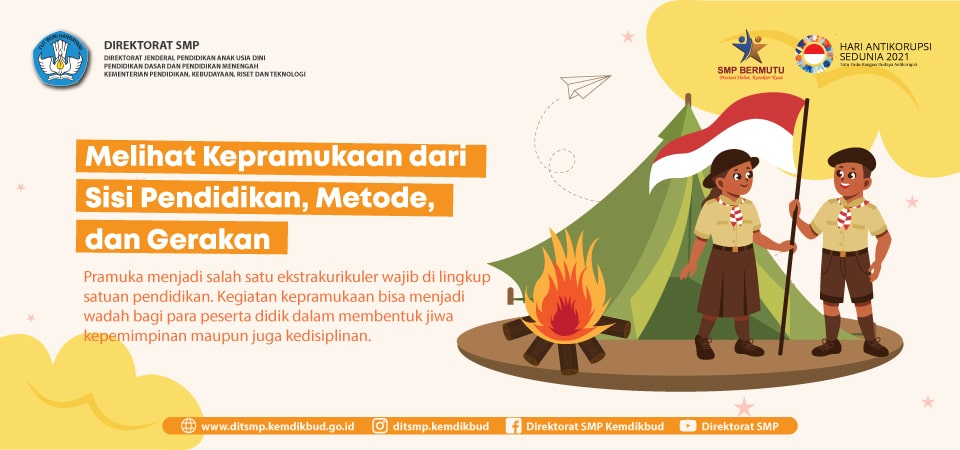 DIREKTORAT SMP
DIREKTORAT JENDERAL PENDIDIKAN ANAK USIA DINI
PENDIDIKAN DASAR DAN PENDIDIKAN MENENGAH
KEMENTERIAN PENDIDIKAN, KEBUDAYAAN, RISET DAN TEKNOLOGI
TUT WURI HANDAYANI
SMP BERMUTU
HARI ANTIKORUPSI
SEDUNIA 2021
Melihat Kepramukaan dari
Sisi Pendidikan, Metode,
dan Gerakan
Pramuka menjadi salah satu ekstrakurikuler wajib di lingkup
satuan pendidikan. Kegiatan kepramukaan bisa menjadi
wadah bagi para peserta didik dalam membentuk jiwa
kepemimpinan maupun juga kedisiplinan.
www.ditsmp.kemdikbud.go.id
ditsmp.kemdikbud
Direktorat SMP Kemdikbud
Direktorat SMP